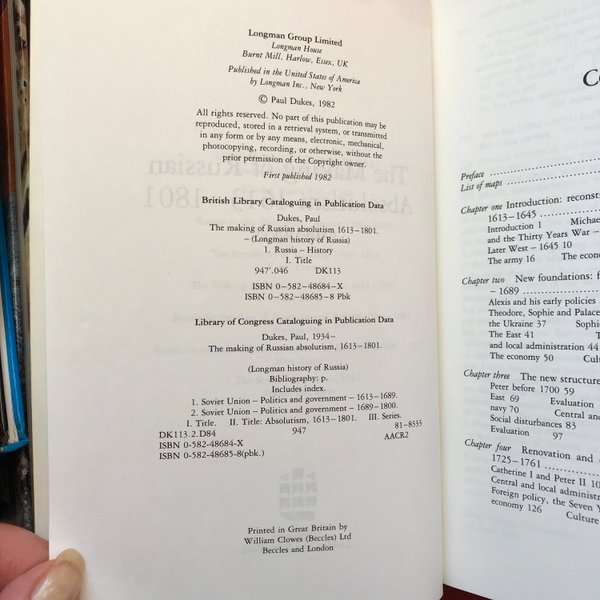 Longman Group Limited
Longman House
Burnt Mill, Harlow, Essex, UK
Published in the United States of America
by Longman Inc., New York
© Paul Dukes, 1982
All rights reserved. No part of this publication may be
reproduced, stored in a retrieval system, or transmitted
in any form or by any means, electronic, mechanical,
photocopying, recording, or otherwise, without the
prior permission of the Copyright owner.
First published 1982
British Library Cataloguing in Publication Data
Dukes, Paul
The making of Russian absolutism 1613–1801.
– (Longman history of Russia)
1. Russia – History
I. Title
947'.046 DK113
ISBN 0–582–48684–X
ISBN 0–582–48685–8 Pbk
Library of Congress Cataloguing in Publication Data
Dukes, Paul, 1934–
The making of Russian absolutism, 1613–1801.
(Longman history of Russia)
Bibliography: p.
Includes index.
1. Soviet Union – Politics and government – 1613–1689.
2. Soviet Union – Politics and government – 1689–1800.
I. Title. II. Title: Absolutism, 1613–1801. III. Series.
DK113.2.D84 947 81–8333
ISBN 0-582-48684-X AACR2
ISBN 0-582-48685-8(pbk.)
Printed in Great Britain by
William Clowes (Beccles) Ltd
Beccles and London
Preface
List of maps
Chapter one Introduction:
1613–1645
Introduction 1
and the Thirty Years War –
Later West – 1645 10
The army 16 The
Chapter two New foundations:
– 1689
Alexis and his early policies
Theodore, Sophie and
the Ukraine 37
The East 41
and local administration 44
The economy 50
Chapter three The new structure
Peter before 1700 59
East 69 Evaluation
navy 70 Central and
Social disturbances 83
Evaluation 97
Chapter four Renovation and
1725–1761
Catherine I and Peter II
Central and local
Foreign policy, the Seven
economy 126